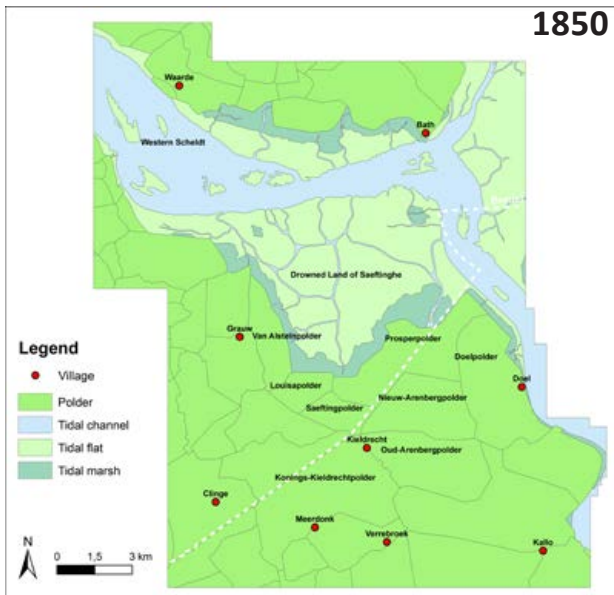 1850
Waarde
Bath
Western Scheldt
Drowned Land of Saeftinghe
Grauw
Van Alsteinpolder
Prosperpolder
Doelpolder
Louisapolder
Doel
Saeftingpolder
Nieuw-Arenbergpolder
Kieldrecht
Oud-Arenbergpolder
Konings-Kieldrechtpolder
Clinge
Meerdonk
Verrebroek
Kallo
Legend
Village
Polder
Tidal channel
Tidal flat
Tidal marsh
N
0 1,5 3 km